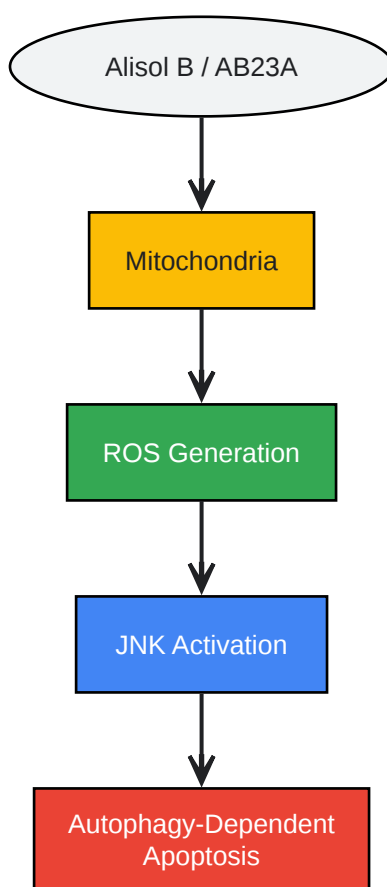 Alisol B / AB23A
Mitochondria
ROS Generation
JNK Activation
Autophagy-Dependent
Apoptosis